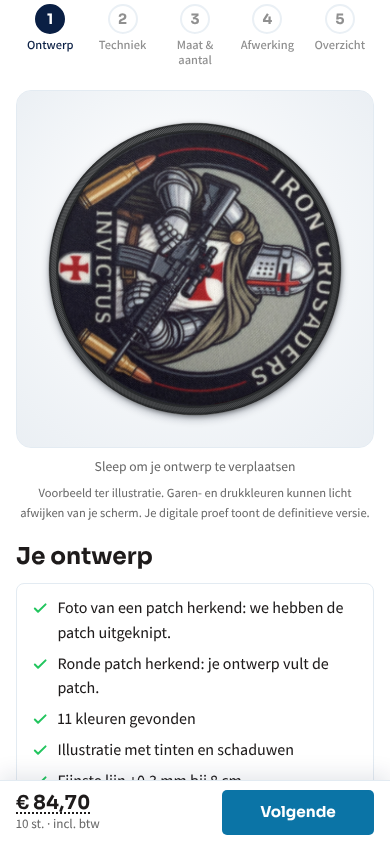 1
2
3
4
5
Ontwerp
Techniek
Maat &
aantal
Afwerking
Overzicht
IRON CRUSADERS
INVICTUS
Sleep om je ontwerp te verplaatsen
Voorbeeld ter illustratie. Garen- en drukkleuren kunnen licht
afwijken van je scherm. Je digitale proef toont de definitieve versie.
Je ontwerp
Foto van een patch herkend: we hebben de
patch uitgeknipt.
Ronde patch herkend: je ontwerp vult de
patch.
11 kleuren gevonden
Illustratie met tinten en schaduwen
€ 84,70
10 st. · incl. btw
Volgende